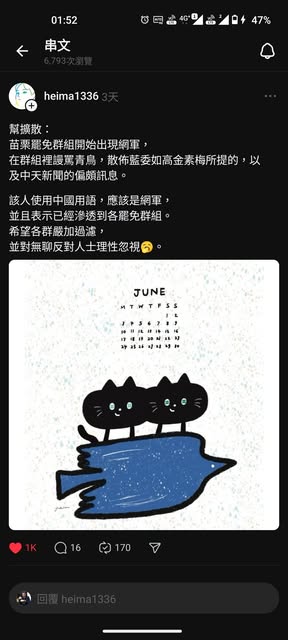 01:52
4G+
47%
串文
6,793次瀏覽
heima1336 3天
幫擴散：
苗栗罷免群組開始出現網軍，
在群組裡謾罵青鳥，散佈藍委如高金素梅所提的，以
及中天新聞的偏頗訊息。
該人使用中國用語，應該是網軍，
並且表示已經滲透到各罷免群組。
希望各群嚴加過濾，
並對無聊反對人士理性忽視🥱。
JUNE
M T W T F S S
1 2
3 4 5 6 7 8 9
10 11 12 13 14 15 16
17 18 19 20 21 22 23
24 25 26 27 28 29 30
1K 16 170
回覆 heima1336